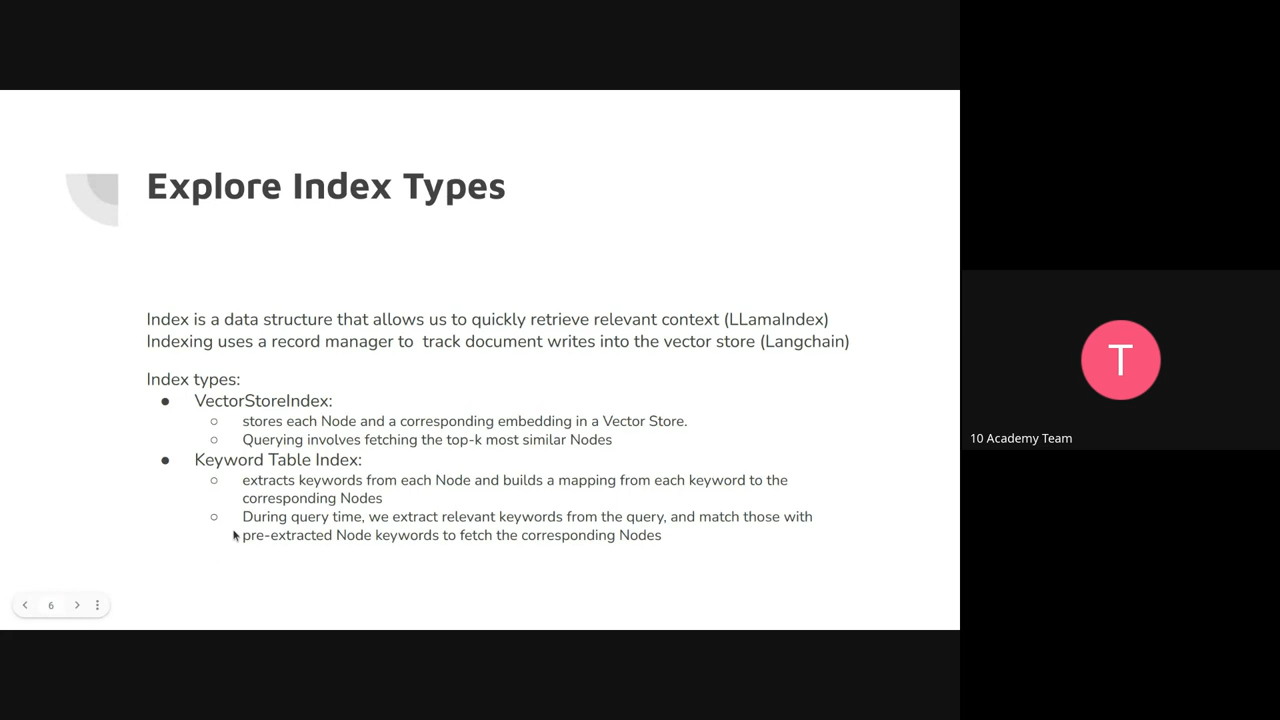 Explore Index Types
Index is a data structure that allows us to quickly retrieve relevant context (LLamaIndex)
Indexing uses a record manager to  track document writes into the vector store (Langchain)
Index types:
● VectorStoreIndex:
○ stores each Node and a corresponding embedding in a Vector Store.
○ Querying involves fetching the top-k most similar Nodes
● Keyword Table Index:
○ extracts keywords from each Node and builds a mapping from each keyword to the
corresponding Nodes
○ During query time, we extract relevant keywords from the query, and match those with
pre-extracted Node keywords to fetch the corresponding Nodes
6
T
10 Academy Team